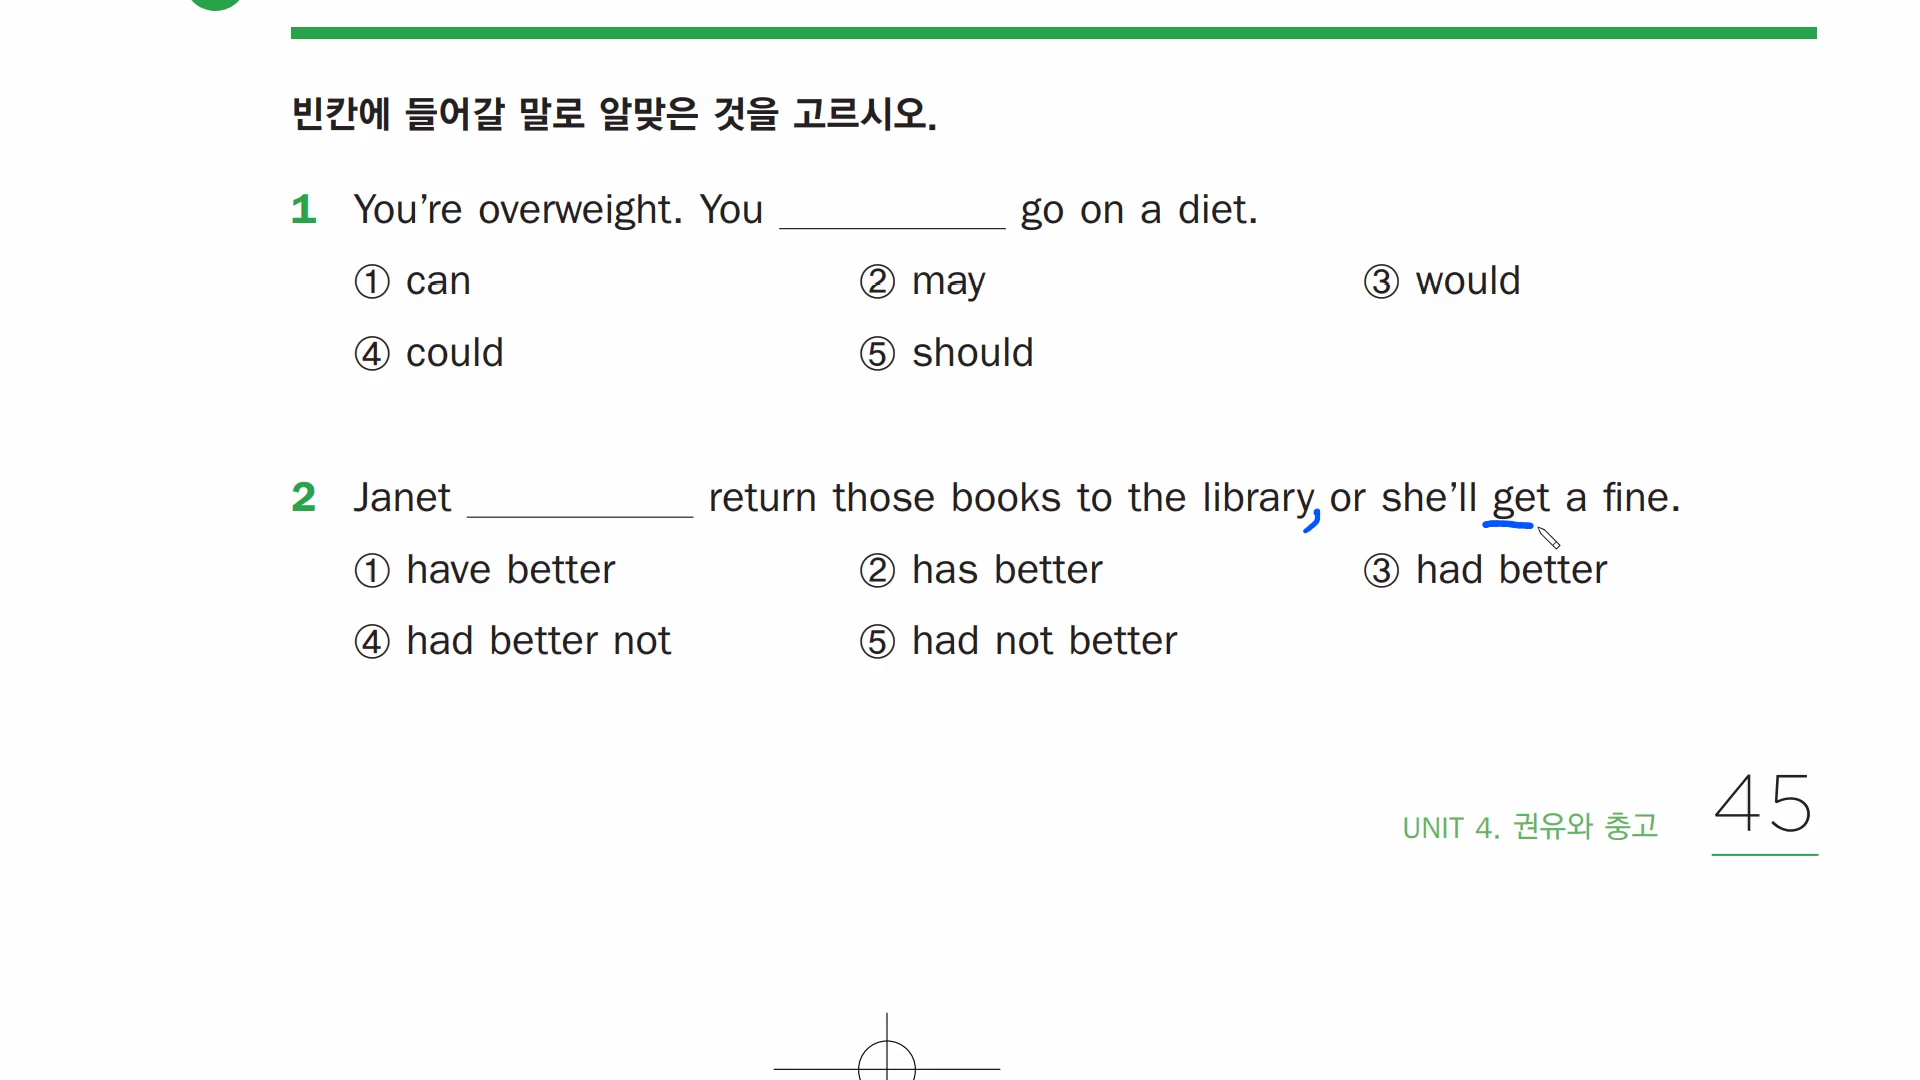 빈칸에 들어갈 말로 알맞은 것을 고르시오.
1 You’re overweight. You ___________ go on a diet.
① can ② may ③ would
④ could ⑤ should
2 Janet ___________ return those books to the library, or she’ll get a fine.
① have better ② has better ③ had better
④ had better not ⑤ had not better
UNIT 4. 권유와 충고 45